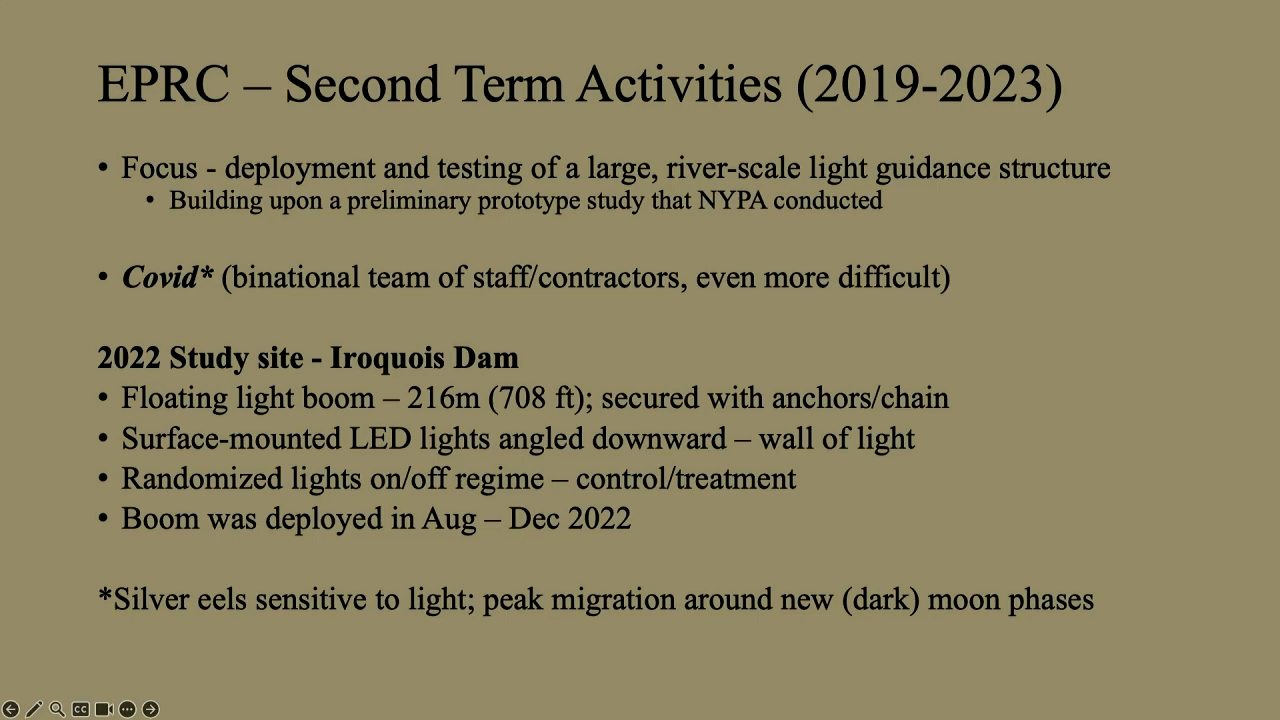 EPRC – Second Term Activities (2019-2023)
• Focus - deployment and testing of a large, river-scale light guidance structure
• Building upon a preliminary prototype study that NYPA conducted
• Covid* (binational team of staff/contractors, even more difficult)
2022 Study site - Iroquois Dam
• Floating light boom – 216m (708 ft); secured with anchors/chain
• Surface-mounted LED lights angled downward – wall of light
• Randomized lights on/off regime – control/treatment
• Boom was deployed in Aug – Dec 2022
*Silver eels sensitive to light; peak migration around new (dark) moon phases
CC